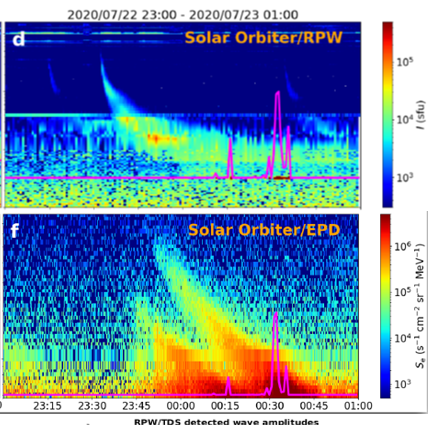 2020/07/22 23:00 - 2020/07/23 01:00
d
Solar Orbiter/RPW
10⁵
10⁴
10³
I (sfu)
f
Solar Orbiter/EPD
10⁶
10⁵
10⁴
10³
Sₑ (s⁻¹ cm⁻² sr⁻¹ MeV⁻¹)
23:15 23:30 23:45 00:00 00:15 00:30 00:45 01:00
RPW/TDS detected wave amplitudes